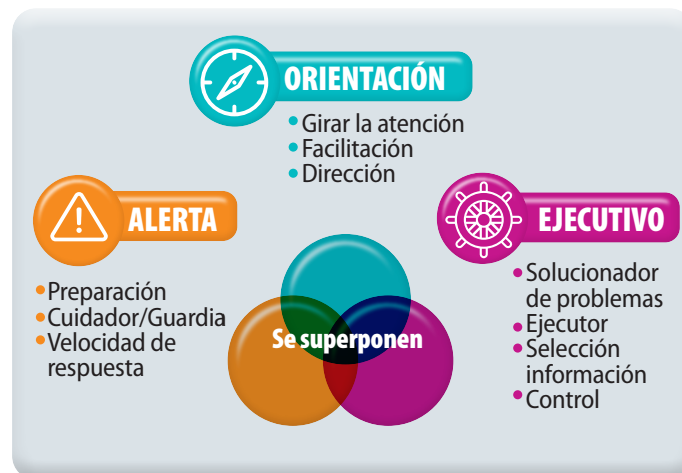 ORIENTACIÓN
• Girar la atención
• Facilitación
• Dirección
ALERTA
• Preparación
• Cuidador/Guardia
• Velocidad de
respuesta
EJECUTIVO
• Solucionador
de problemas
• Ejecutor
• Selección
información
• Control
Se superponen